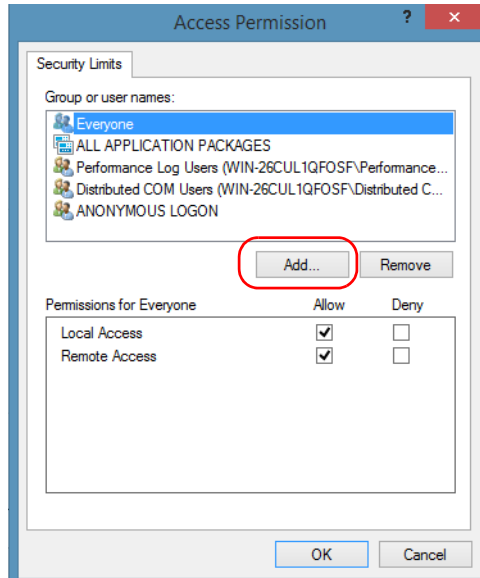 Access Permission
?
×
Security Limits
Group or user names:
Everyone
ALL APPLICATION PACKAGES
Performance Log Users (WIN-26CUL1QFOSF\Performance...
Distributed COM Users (WIN-26CUL1QFOSF\Distributed C...
ANONYMOUS LOGON
Add... Remove
Permissions for Everyone Allow Deny
Local Access
Remote Access
OK Cancel